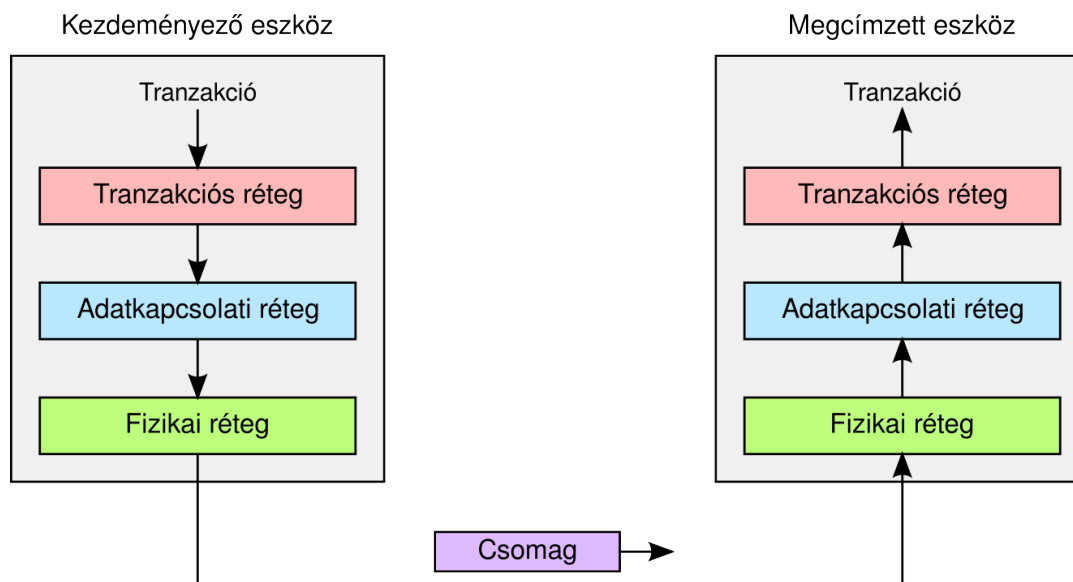 Kezdeményező eszköz
Megcímzett eszköz
Tranzakció
Tranzakció
Tranzakciós réteg
Tranzakciós réteg
Adatkapcsolati réteg
Adatkapcsolati réteg
Fizikai réteg
Fizikai réteg
Csomag